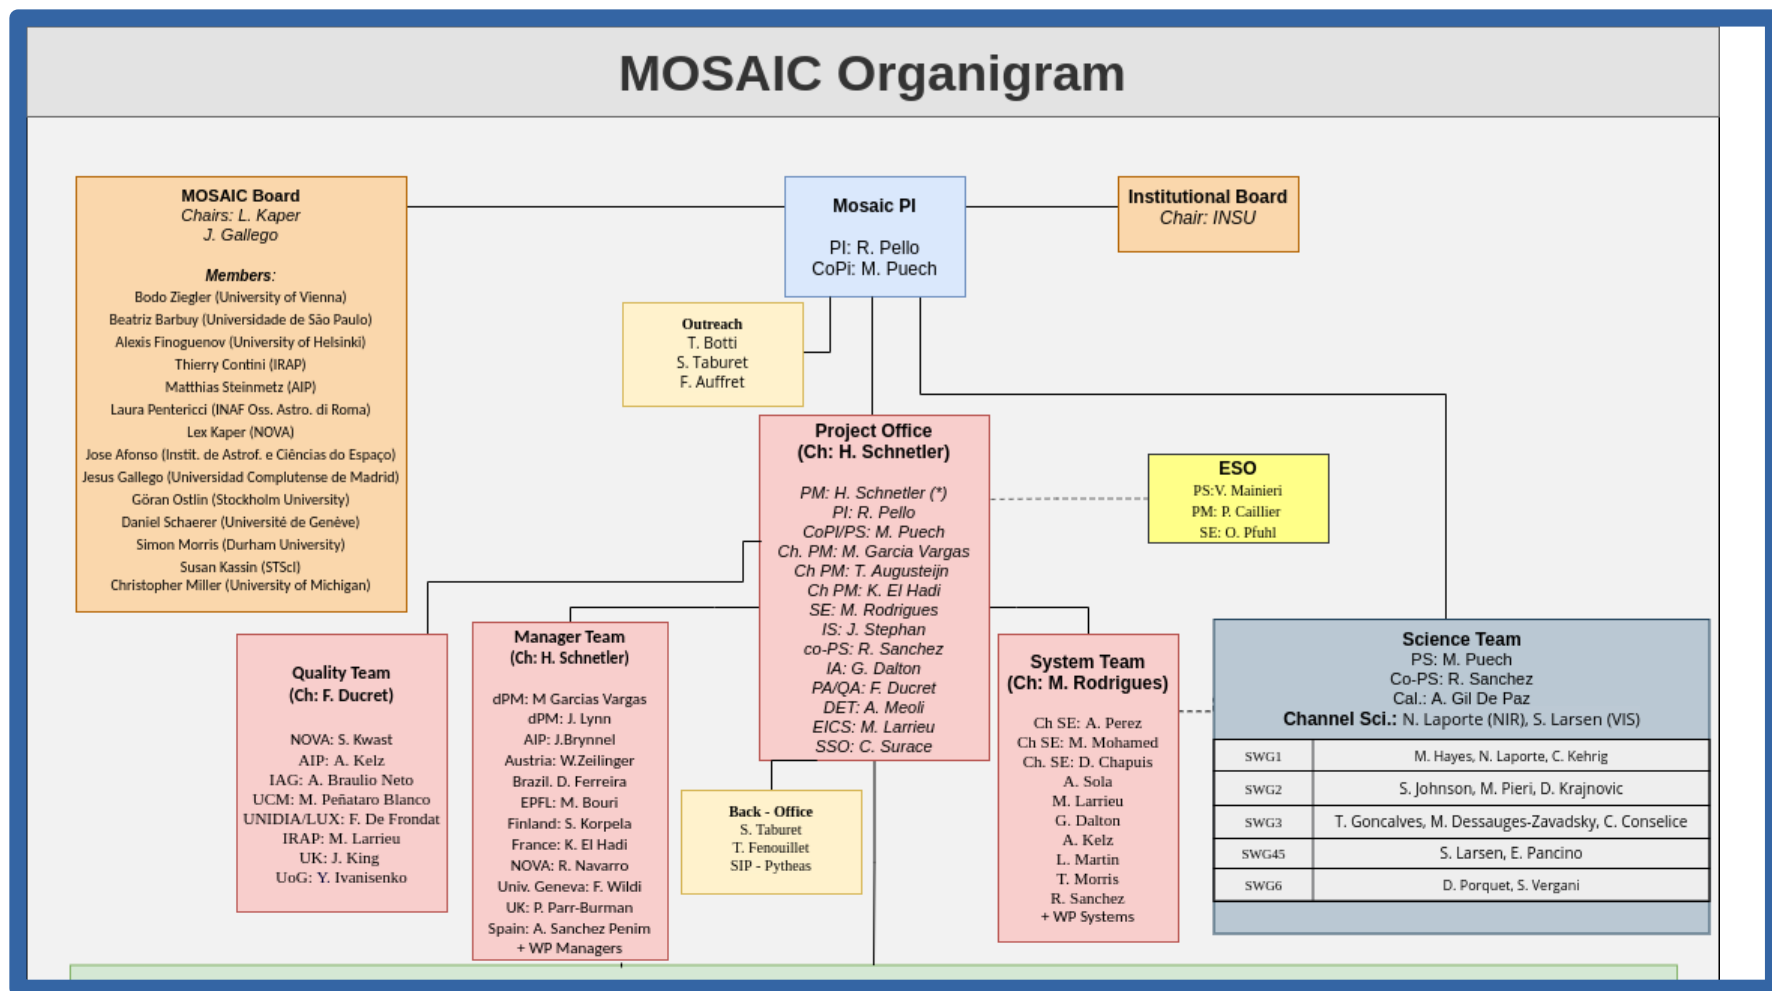 MOSAIC Organigram
MOSAIC Board
Chairs: L. Kaper
J. Gallego
Members:
Bodo Ziegler (University of Vienna)
Beatriz Barbuy (Universidade de São Paulo)
Alexis Finoguenov (University of Helsinki)
Thierry Contini (IRAP)
Matthias Steinmetz (AIP)
Laura Pentericci (INAF Oss. Astro. di Roma)
Lex Kaper (NOVA)
Jose Afonso (Instit. de Astrof. e Ciências do Espaço)
Jesus Gallego (Universidad Complutense de Madrid)
Göran Ostlin (Stockholm University)
Daniel Schaerer (Université de Genève)
Simon Morris (Durham University)
Susan Kassin (STScI)
Christopher Miller (University of Michigan)
Mosaic PI
PI: R. Pello
CoPi: M. Puech
Institutional Board
Chair: INSU
Outreach
T. Botti
S. Taburet
F. Auffret
Project Office
(Ch: H. Schnetler)
PM: H. Schnetler (*)
PI: R. Pello
CoPI/PS: M. Puech
Ch. PM: M. Garcia Vargas
Ch PM: T. Augusteijn
Ch PM: K. El Hadi
SE: M. Rodrigues
IS: J. Stephan
co-PS: R. Sanchez
IA: G. Dalton
PA/QA: F. Ducret
DET: A. Meoli
EICS: M. Larrieu
SSO: C. Surace
ESO
PS:V. Mainieri
PM: P. Caillier
SE: O. Pfuhl
Quality Team
(Ch: F. Ducret)
NOVA: S. Kwast
AIP: A. Kelz
IAG: A. Braulio Neto
UCM: M. Peñataro Blanco
UNIDIA/LUX: F. De Frondat
IRAP: M. Larrieu
UK: J. King
UoG: Y. Ivanisenko
Manager Team
(Ch: H. Schnetler)
dPM: M Garcias Vargas
dPM: J. Lynn
AIP: J.Brynnel
Austria: W.Zeilinger
Brazil. D. Ferreira
EPFL: M. Bouri
Finland: S. Korpela
France: K. El Hadi
NOVA: R. Navarro
Univ. Geneva: F. Wildi
UK: P. Parr-Burman
Spain: A. Sanchez Penim
+ WP Managers
Back - Office
S. Taburet
T. Fenouillet
SIP - Pytheas
System Team
(Ch: M. Rodrigues)
Ch SE: A. Perez
Ch SE: M. Mohamed
Ch. SE: D. Chapuis
A. Sola
M. Larrieu
G. Dalton
A. Kelz
L. Martin
T. Morris
R. Sanchez
+ WP Systems
Science Team
PS: M. Puech
Co-PS: R. Sanchez
Cal.: A. Gil De Paz
Channel Sci.: N. Laporte (NIR), S. Larsen (VIS)
SWG1 M. Hayes, N. Laporte, C. Kehrig
SWG2 S. Johnson, M. Pieri, D. Krajnovic
SWG3 T. Goncalves, M. Dessauges-Zavadsky, C. Conselice
SWG45 S. Larsen, E. Pancino
SWG6 D. Porquet, S. Vergani